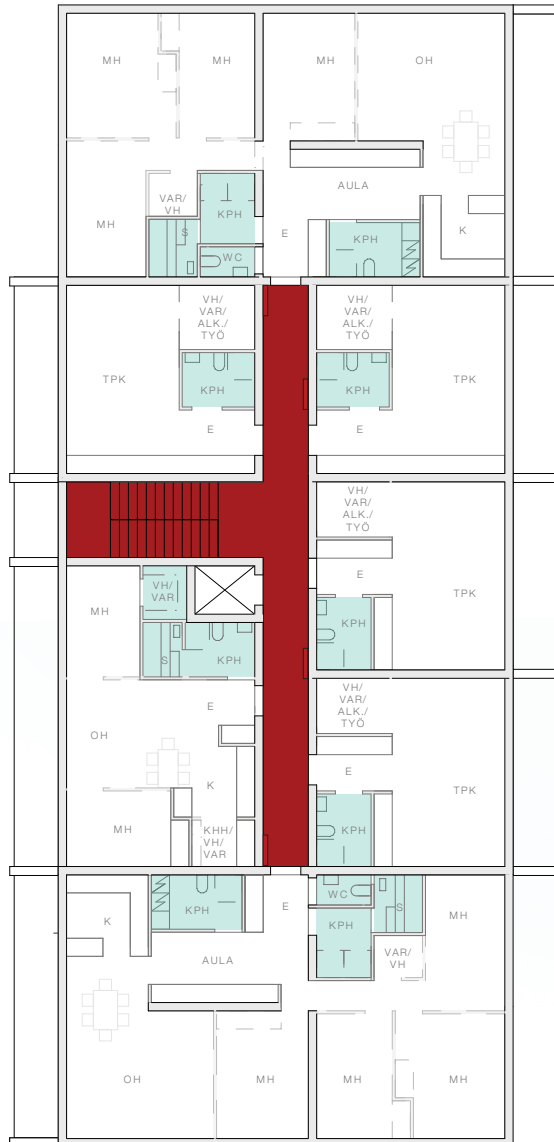 MH
MH
MH
OH
VAR/
VH
S
KPH
AULA
MH
E
KPH
K
WC
VH/
VAR/
ALK./
TYÖ
VH/
VAR/
ALK./
TYÖ
TPK
KPH
KPH
TPK
E
E
VH/
VAR/
ALK./
TYÖ
MH
VH/
VAR
E
TPK
S
KPH
KPH
E
VH/
VAR/
ALK./
TYÖ
OH
K
E
TPK
MH
KHH/
VH/
VAR
KPH
K
KPH
E
WC
S
MH
KPH
AULA
VAR/
VH
OH
MH
MH
MH